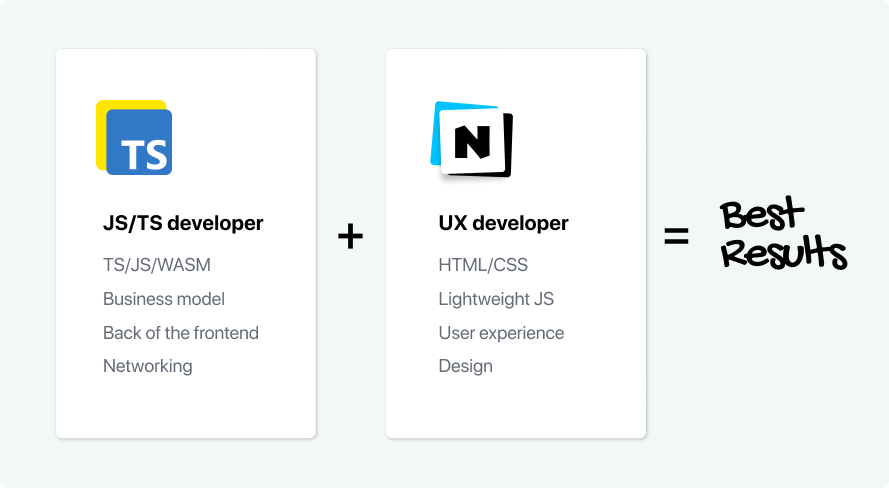 TS
JS/TS developer
TS/JS/WASM
Business model
Back of the frontend
Networking
+
N
UX developer
HTML/CSS
Lightweight JS
User experience
Design
=
Best
Results